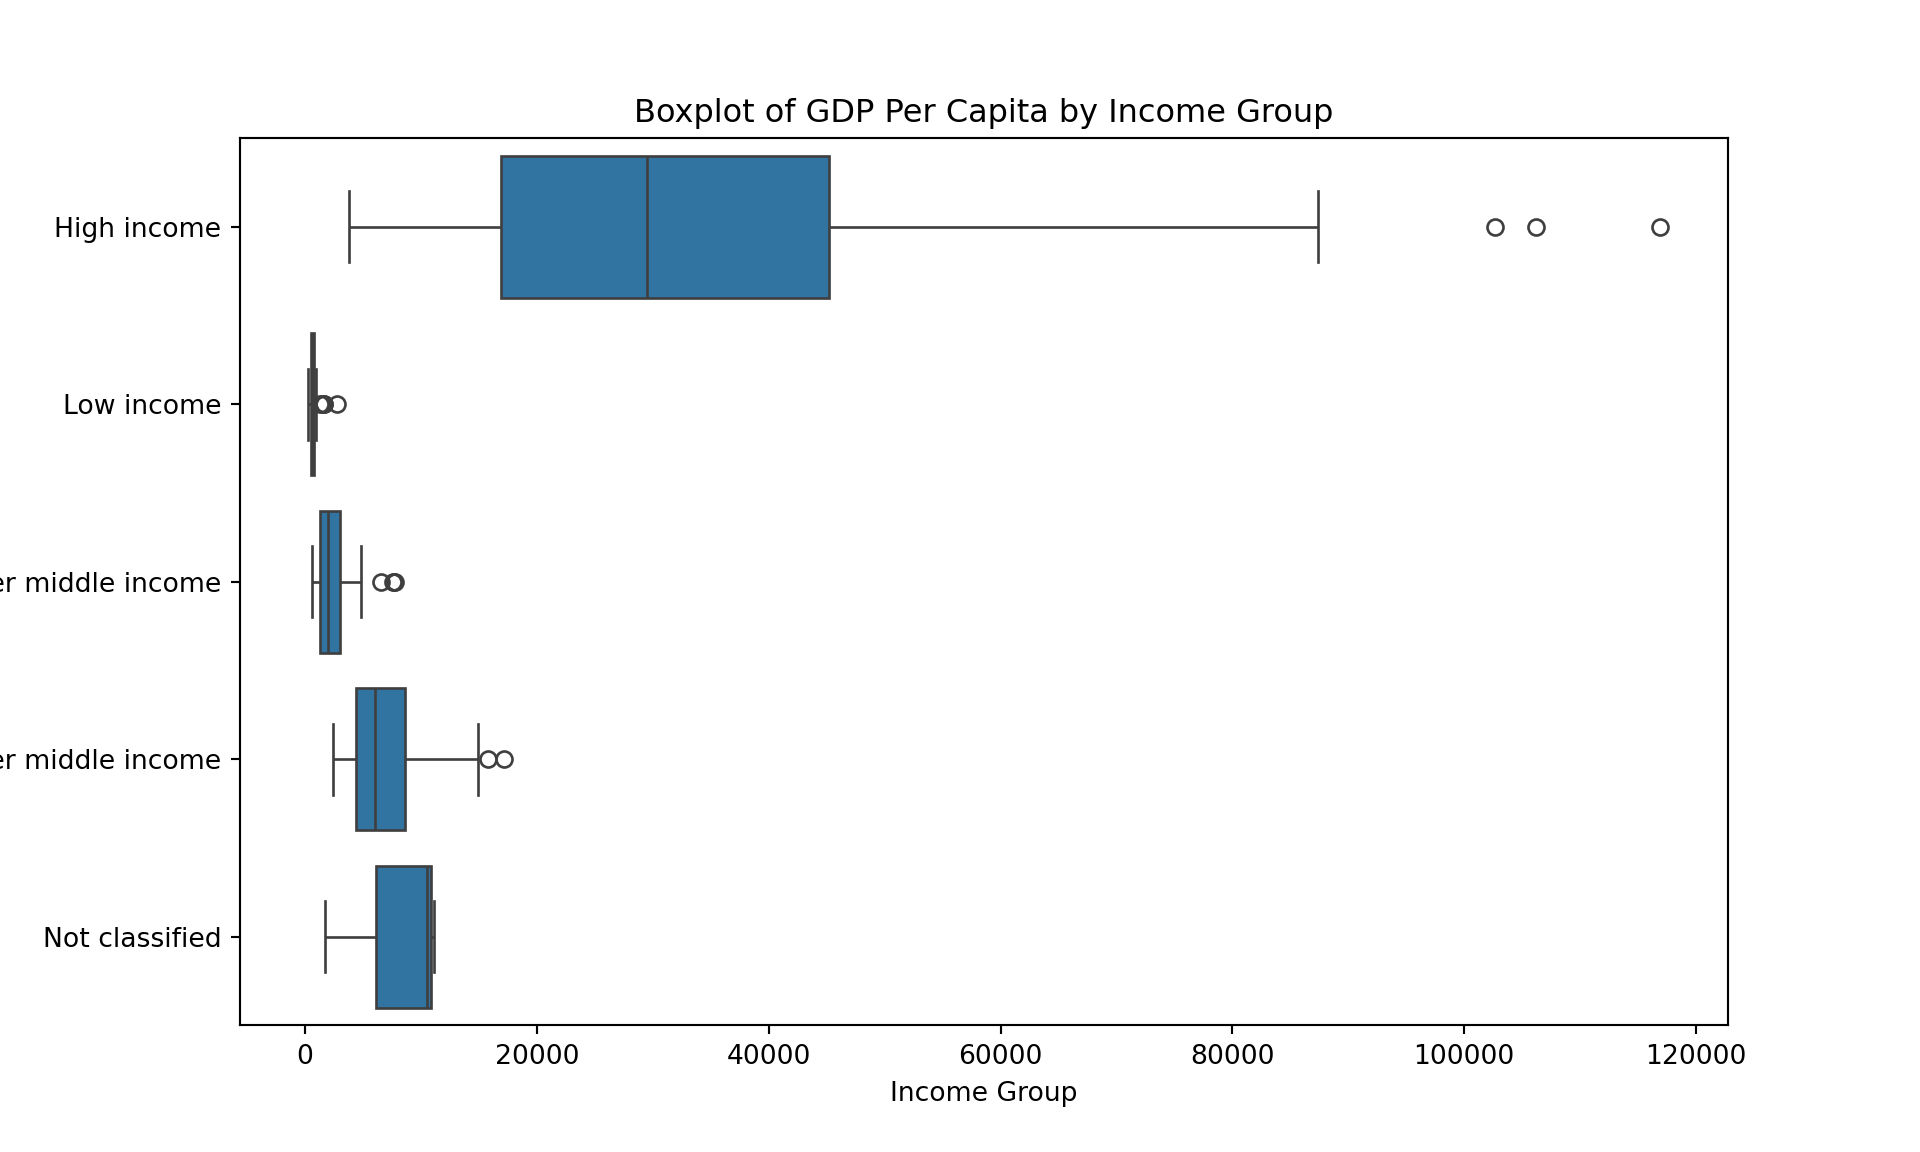 Boxplot of GDP Per Capita by Income Group
High income
Low income
er middle income
er middle income
Not classified
0 20000 40000 60000 80000 100000 120000
Income Group